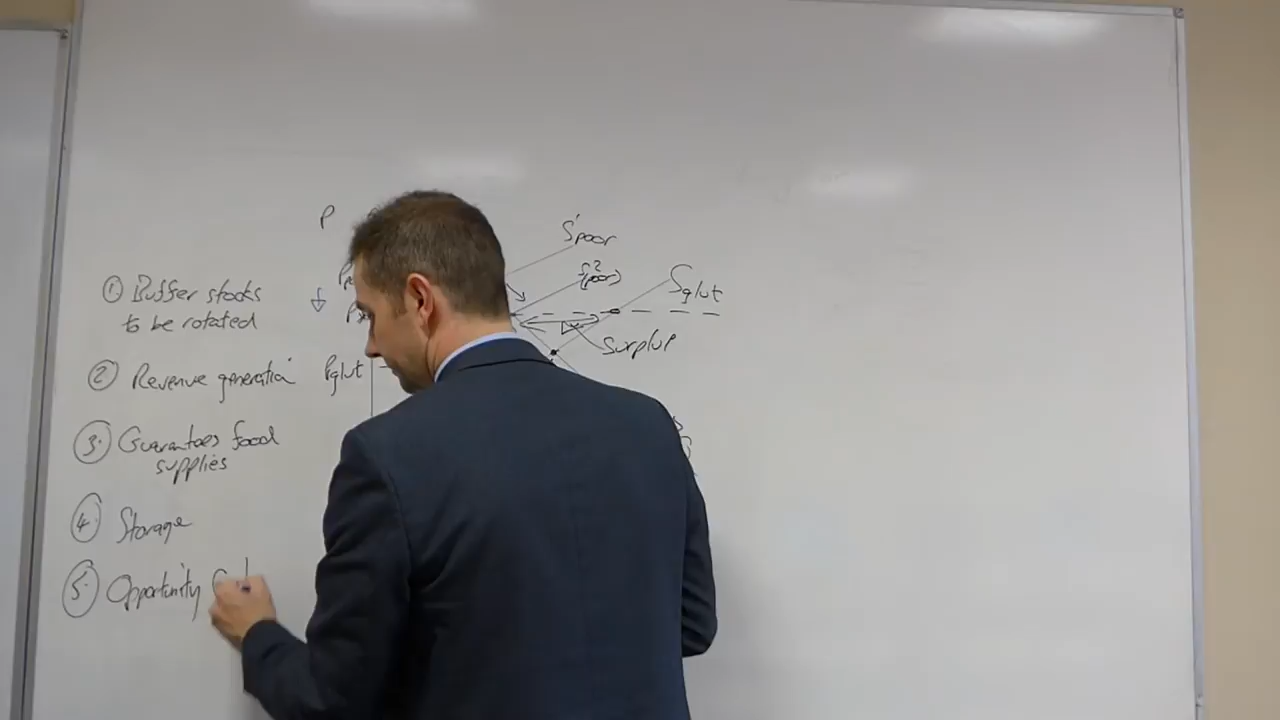 P
S'poor
S²(poor)
Sglut
① Buffer stocks
to be rotated
Surplus
② Revenue generation
Pglut
③ Guarantees food
supplies
④ Storage
⑤ Opportunity